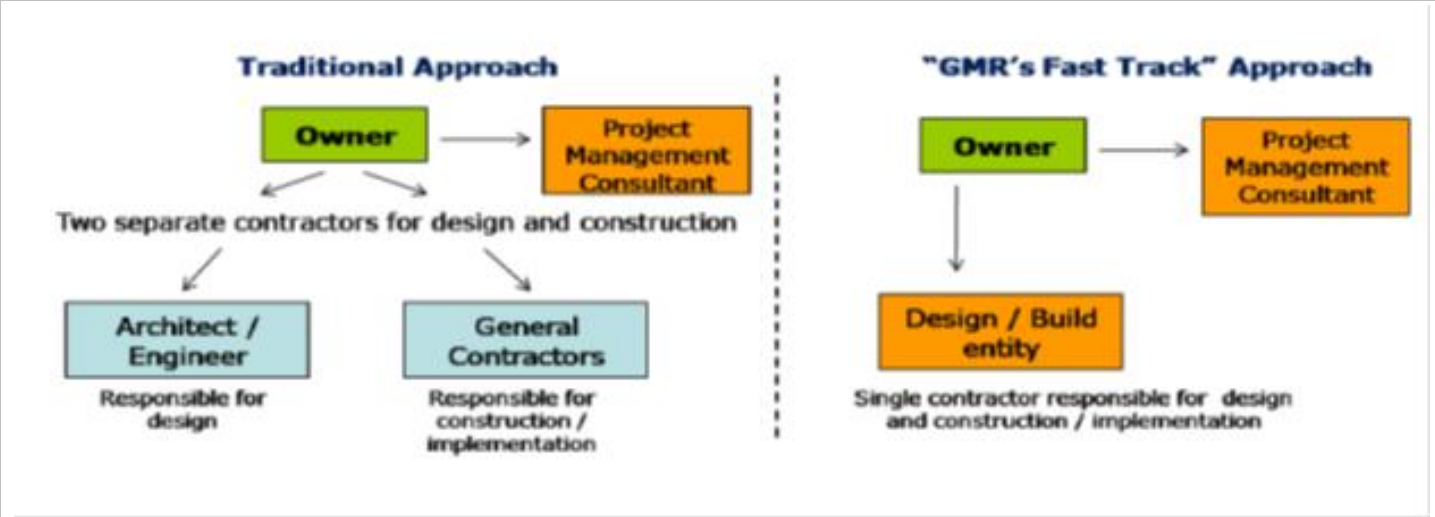 Traditional Approach
Owner
Project
Management
Consultant
Two separate contractors for design and construction
Architect /
Engineer
Responsible for
design
General
Contractors
Responsible for
construction /
implementation
“GMR’s Fast Track” Approach
Owner
Project
Management
Consultant
Design / Build
entity
Single contractor responsible for design
and construction / implementation